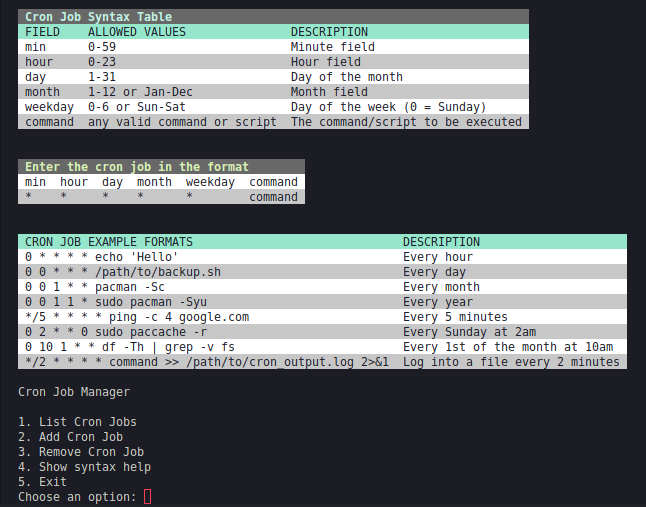 Cron Job Syntax Table
FIELD ALLOWED VALUES DESCRIPTION
min 0-59 Minute field
hour 0-23 Hour field
day 1-31 Day of the month
month 1-12 or Jan-Dec Month field
weekday 0-6 or Sun-Sat Day of the week (0 = Sunday)
command any valid command or script The command/script to be executed
Enter the cron job in the format
min hour day month weekday command
* * * * * command
CRON JOB EXAMPLE FORMATS DESCRIPTION
0 * * * * echo 'Hello' Every hour
0 0 * * * /path/to/backup.sh Every day
0 0 1 * * pacman -Sc Every month
0 0 1 1 * sudo pacman -Syu Every year
*/5 * * * * ping -c 4 google.com Every 5 minutes
0 2 * * 0 sudo paccache -r Every Sunday at 2am
0 10 1 * * df -Th | grep -v fs Every 1st of the month at 10am
*/2 * * * * command >> /path/to/cron_output.log 2>&1 Log into a file every 2 minutes
Cron Job Manager
1. List Cron Jobs
2. Add Cron Job
3. Remove Cron Job
4. Show syntax help
5. Exit
Choose an option: